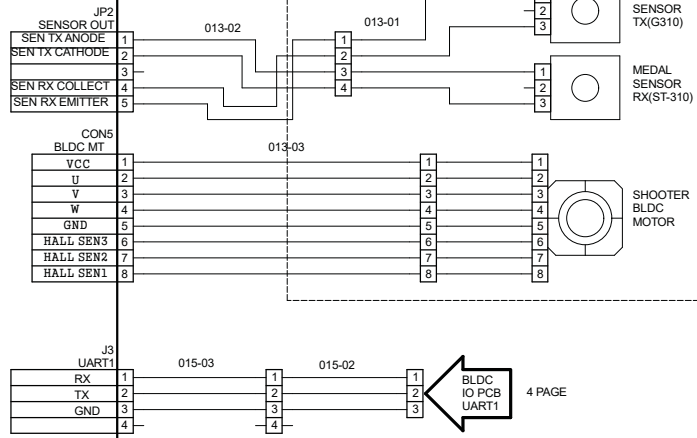 JP2
SENSOR OUT
SEN TX ANODE 1
SEN TX CATHODE 2
3
SEN RX COLLECT 4
SEN RX EMITTER 5
013-02
013-01
1
2
3
4
2
3
SENSOR
TX(G310)
1
2
3
MEDAL
SENSOR
RX(ST-310)
CON5
BLDC MT
013-03
VCC 1 1 1
U 2 2 2
V 3 3 3
W 4 4 4
GND 5 5 5
HALL SEN3 6 6 6
HALL SEN2 7 7 7
HALL SEN1 8 8 8
SHOOTER
BLDC
MOTOR
J3
UART1
015-03
015-02
RX 1 1 1
TX 2 2 2
GND 3 3 3
4 4
BLDC
IO PCB
UART1
4 PAGE